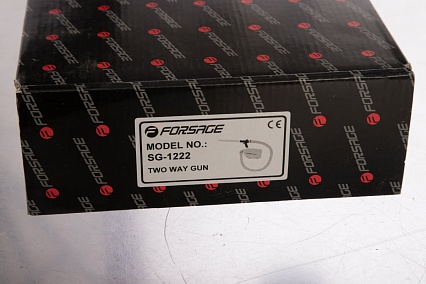 FORSAGE
CE
MODEL NO.:
SG-1222
TWO WAY GUN